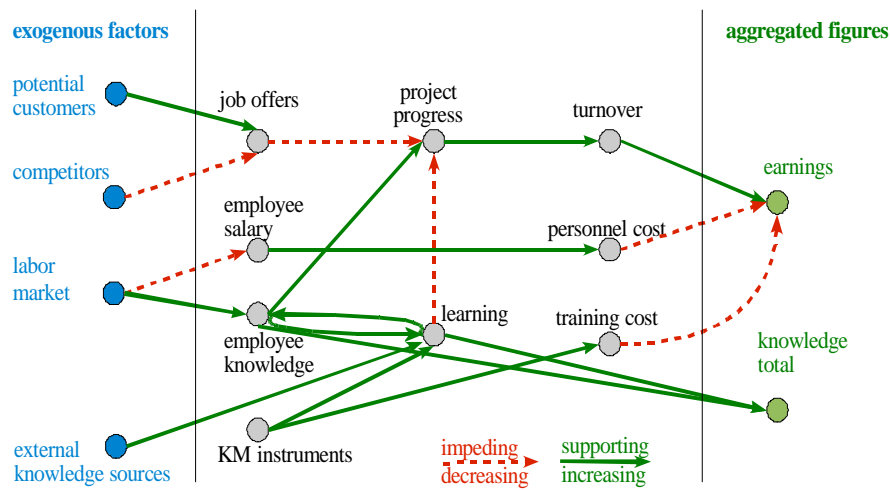 exogenous factors
aggregated figures
potential
customers
job offers
project
progress
turnover
competitors
earnings
employee
salary
personnel cost
labor
market
learning
training cost
employee
knowledge
knowledge
total
KM instruments
external
knowledge sources
impeding
decreasing
supporting
increasing